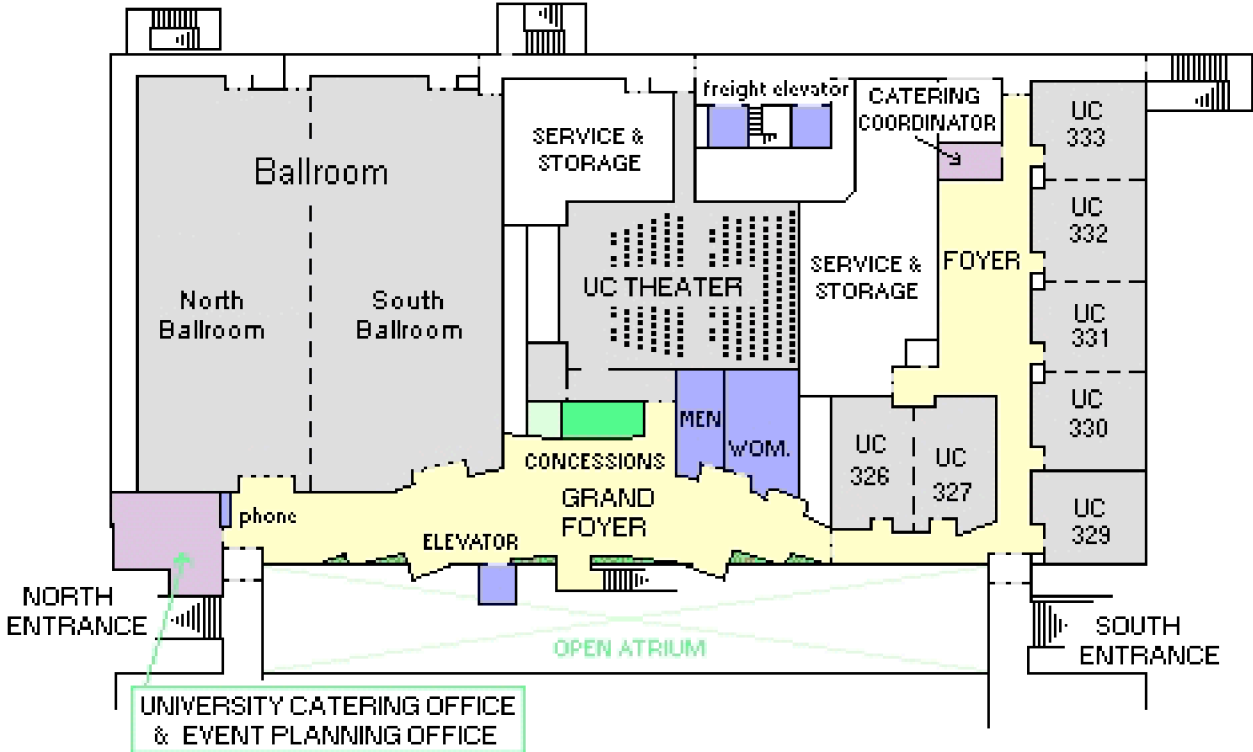 freight elevator
CATERING
COORDINATOR
UC
333
SERVICE &
STORAGE
Ballroom
UC
332
FOYER
SERVICE &
STORAGE
UC THEATER
North
Ballroom
South
Ballroom
UC
331
UC
330
MEN
WOM.
UC
326
UC
327
CONCESSIONS
GRAND
FOYER
phone
ELEVATOR
UC
329
NORTH
ENTRANCE
SOUTH
ENTRANCE
OPEN ATRIUM
UNIVERSITY CATERING OFFICE
& EVENT PLANNING OFFICE